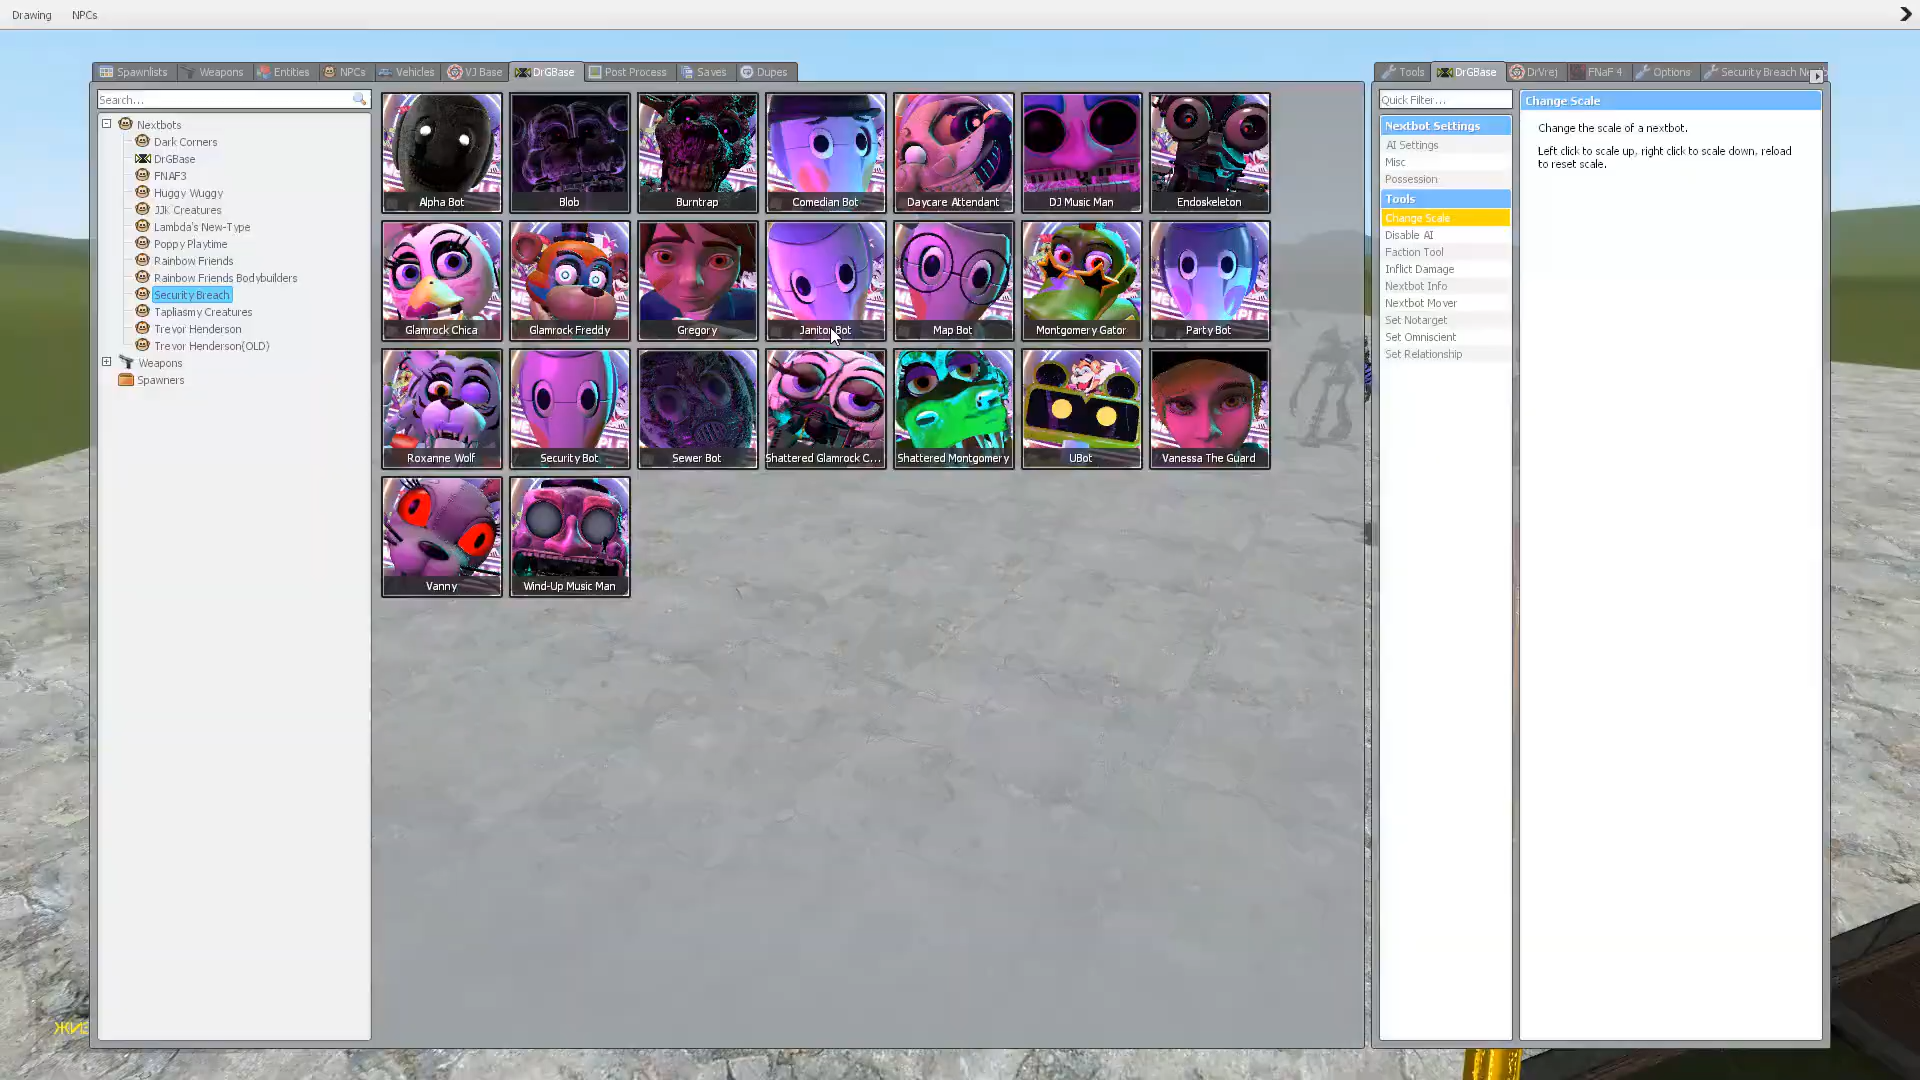 Drawing NPCs
Spawnlists Weapons Entities NPCs Vehicles VJ Base DrGBase Post Process Saves Dupes
Tools DrGBase DrVrej FNaF 4 Options Security Breach
Search...
Nextbots
Dark Corners
DrGBase
FNAF3
Huggy Wuggy
JJk Creatures
Lambda's New-Type
Poppy Playtime
Rainbow Friends
Rainbow Friends Bodybuilders
Security Breach
Tapliasmy Creatures
Trevor Henderson
Trevor Henderson(OLD)
Weapons
Spawners
Alpha Bot Blob Burntrap Comedian Bot Daycare Attendant DJ Music Man Endoskeleton
Glamrock Chica Glamrock Freddy Gregory Janitor Bot Map Bot Montgomery Gator Party Bot
Roxanne Wolf Security Bot Sewer Bot Shattered Glamrock C... Shattered Montgomery UBot Vanessa The Guard
Vanny Wind-Up Music Man
Quick Filter...
Nextbot Settings
AI Settings
Misc
Possession
Tools
Change Scale
Disable AI
Faction Tool
Inflict Damage
Nextbot Info
Nextbot Mover
Set Notarget
Set Omniscient
Set Relationship
Change Scale
Change the scale of a nextbot.
Left click to scale up, right click to scale down, reload
to reset scale.